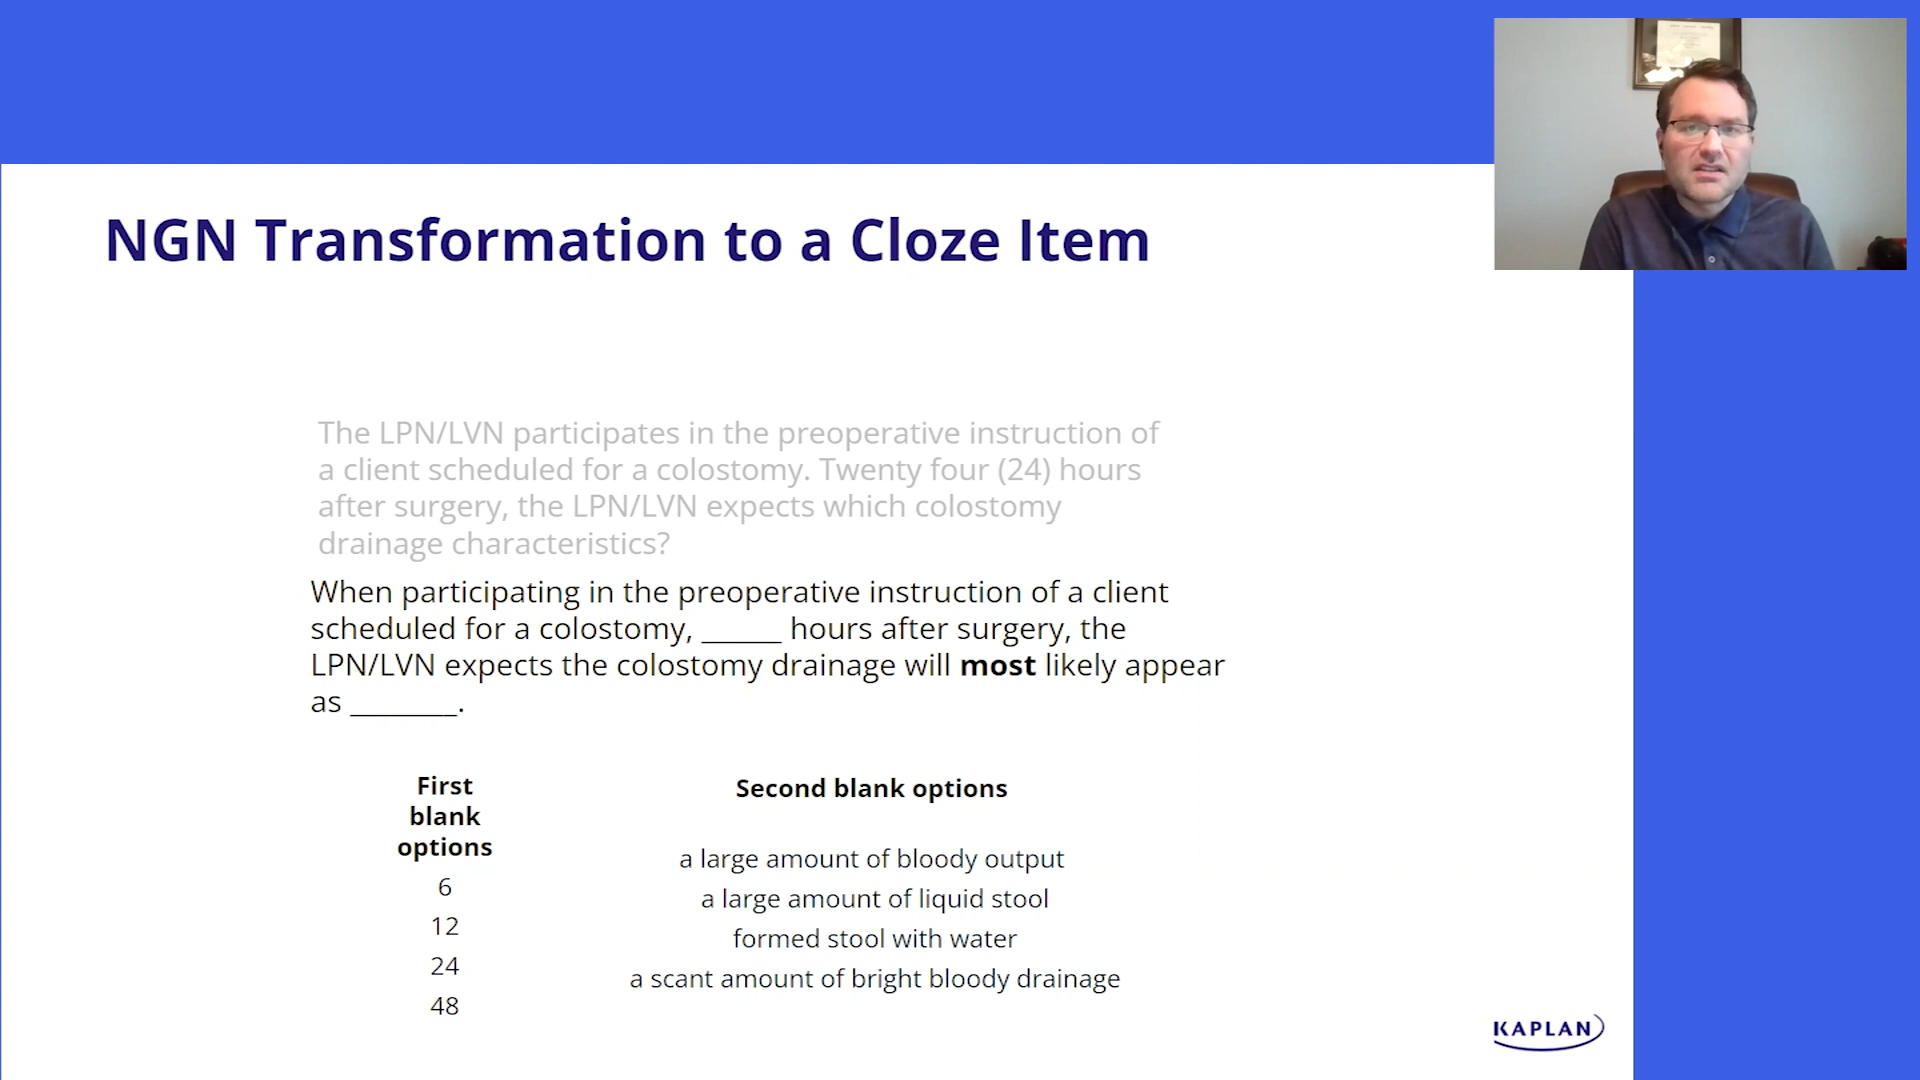 NGN Transformation to a Cloze Item
The LPN/LVN participates in the preoperative instruction of
a client scheduled for a colostomy. Twenty four (24) hours
after surgery, the LPN/LVN expects which colostomy
drainage characteristics?
When participating in the preoperative instruction of a client
scheduled for a colostomy, ______ hours after surgery, the
LPN/LVN expects the colostomy drainage will most likely appear
as ________.
First
blank
options
6
12
24
48
Second blank options
a large amount of bloody output
a large amount of liquid stool
formed stool with water
a scant amount of bright bloody drainage
KAPLAN